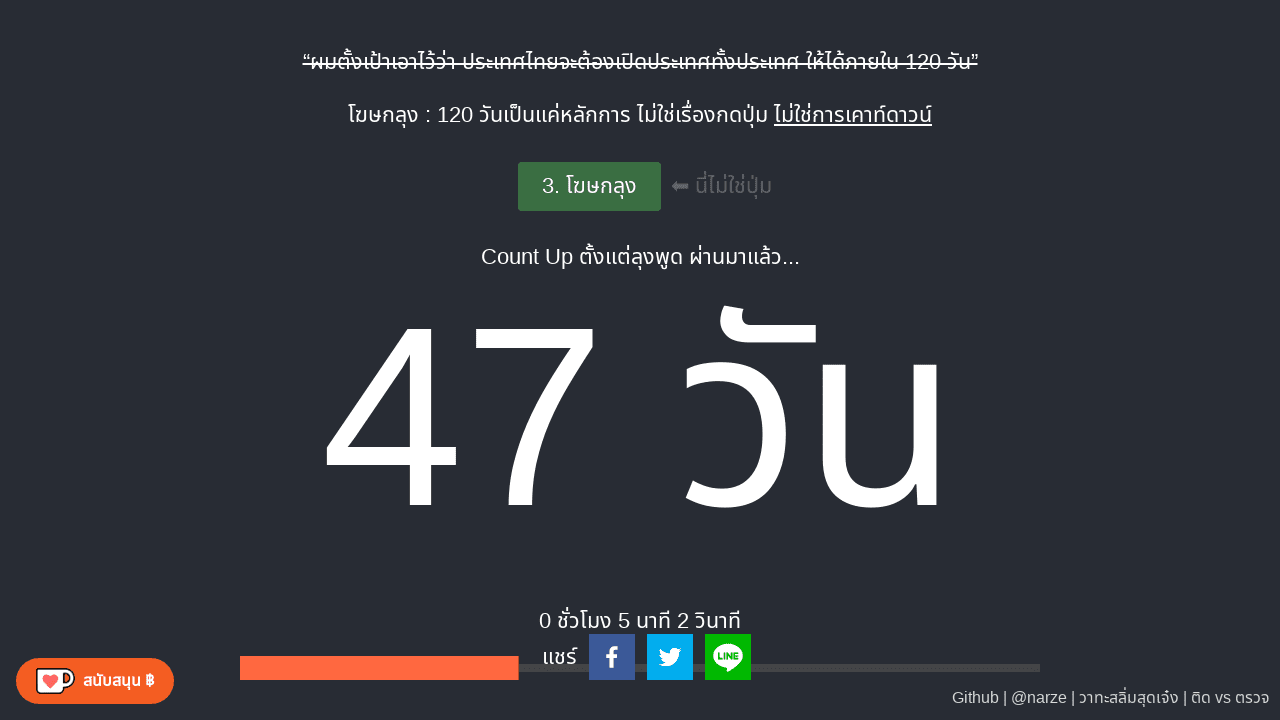 “ผมตั้งเป้าเอาไว้ว่า ประเทศไทยจะต้องเปิดประเทศทั้งประเทศ ให้ได้ภายใน 120 วัน”
โฆษกลุง : 120 วันเป็นแค่หลักการ ไม่ใช่เรื่องกดปุ่ม ไม่ใช่การเคาท์ดาวน์
3. โฆษกลุง ⬅ นี่ไม่ใช่ปุ่ม
Count Up ตั้งแต่ลุงพูด ผ่านมาแล้ว...
47 วัน
0 ชั่วโมง 5 นาที 2 วินาที
แชร์ LINE
สนับสนุน ฿
Github | @narze | วาทะสลิ่มสุดเจ๋ง | ติด vs ตรวจ